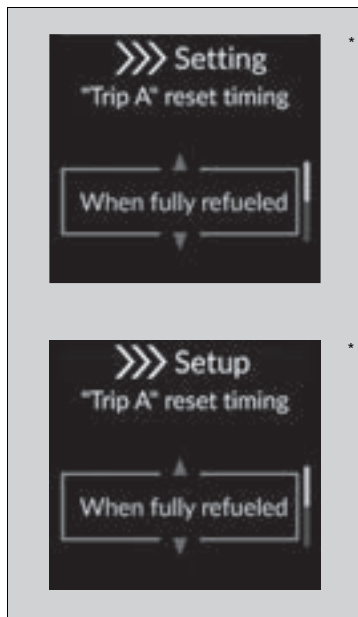 >>> Setting
"Trip A" reset timing
When fully refueled
*
>>> Setup
"Trip A" reset timing
When fully refueled
*